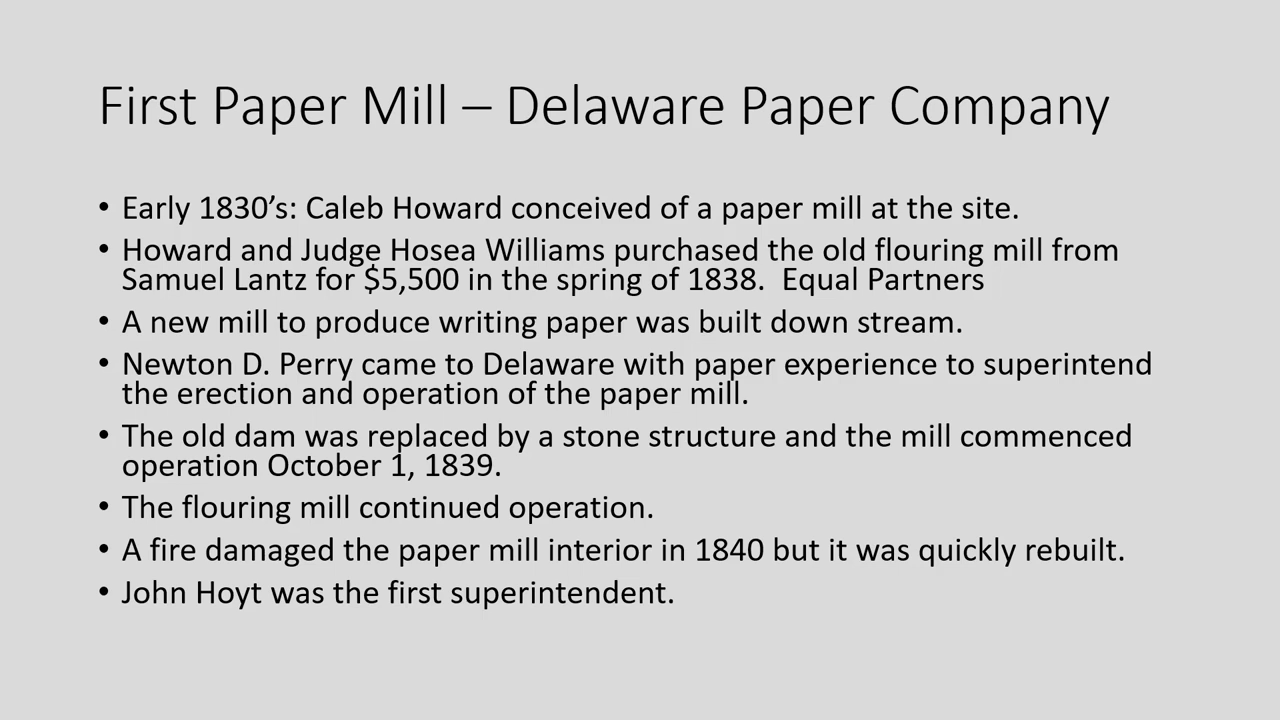 First Paper Mill – Delaware Paper Company
• Early 1830’s: Caleb Howard conceived of a paper mill at the site.
• Howard and Judge Hosea Williams purchased the old flouring mill from
Samuel Lantz for $5,500 in the spring of 1838.  Equal Partners
• A new mill to produce writing paper was built down stream.
• Newton D. Perry came to Delaware with paper experience to superintend
the erection and operation of the paper mill.
• The old dam was replaced by a stone structure and the mill commenced
operation October 1, 1839.
• The flouring mill continued operation.
• A fire damaged the paper mill interior in 1840 but it was quickly rebuilt.
• John Hoyt was the first superintendent.